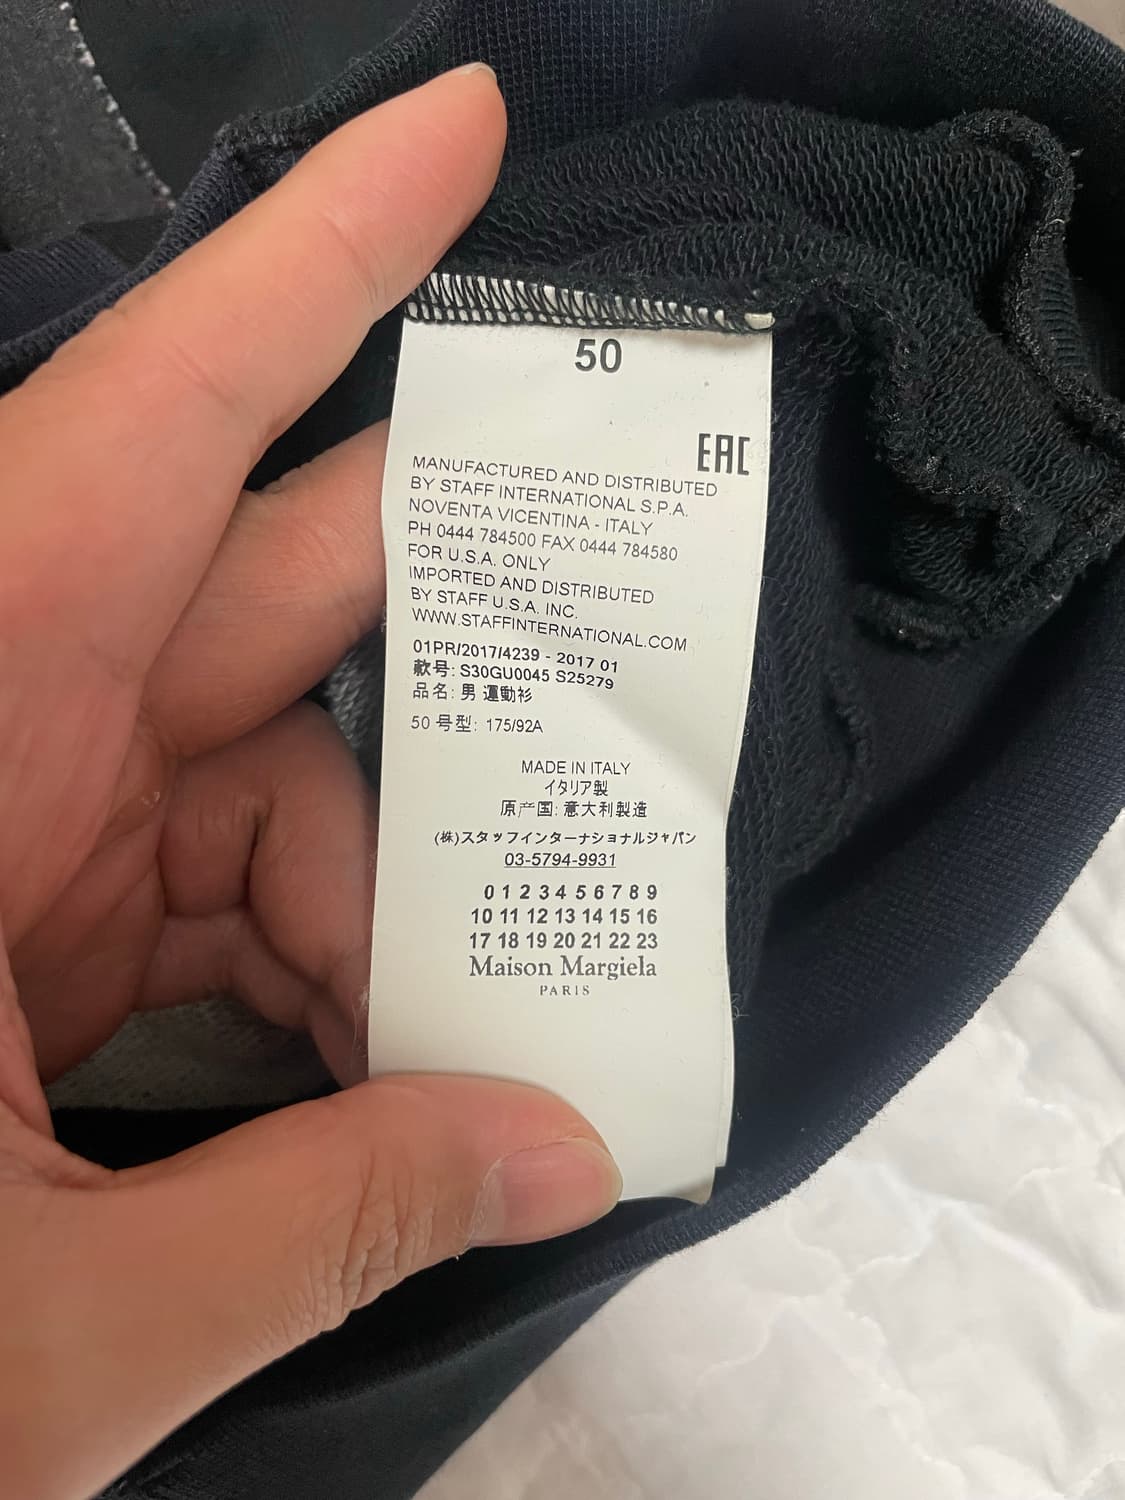 50
EAC
MANUFACTURED AND DISTRIBUTED
BY STAFF INTERNATIONAL S.P.A.
NOVENTA VICENTINA - ITALY
PH 0444 784500 FAX 0444 784580
FOR U.S.A. ONLY
IMPORTED AND DISTRIBUTED
BY STAFF U.S.A. INC.
WWW.STAFFINTERNATIONAL.COM
01PR/2017/4239 - 2017 01
款号: S30GU0045 S25279
品名: 男 運動衫
50 号型: 175/92A
MADE IN ITALY
イタリア製
原产国: 意大利製造
(株)スタッフインターナショナルジャパン
03-5794-9931
0 1 2 3 4 5 6 7 8 9
10 11 12 13 14 15 16
17 18 19 20 21 22 23
Maison Margiela
PARIS